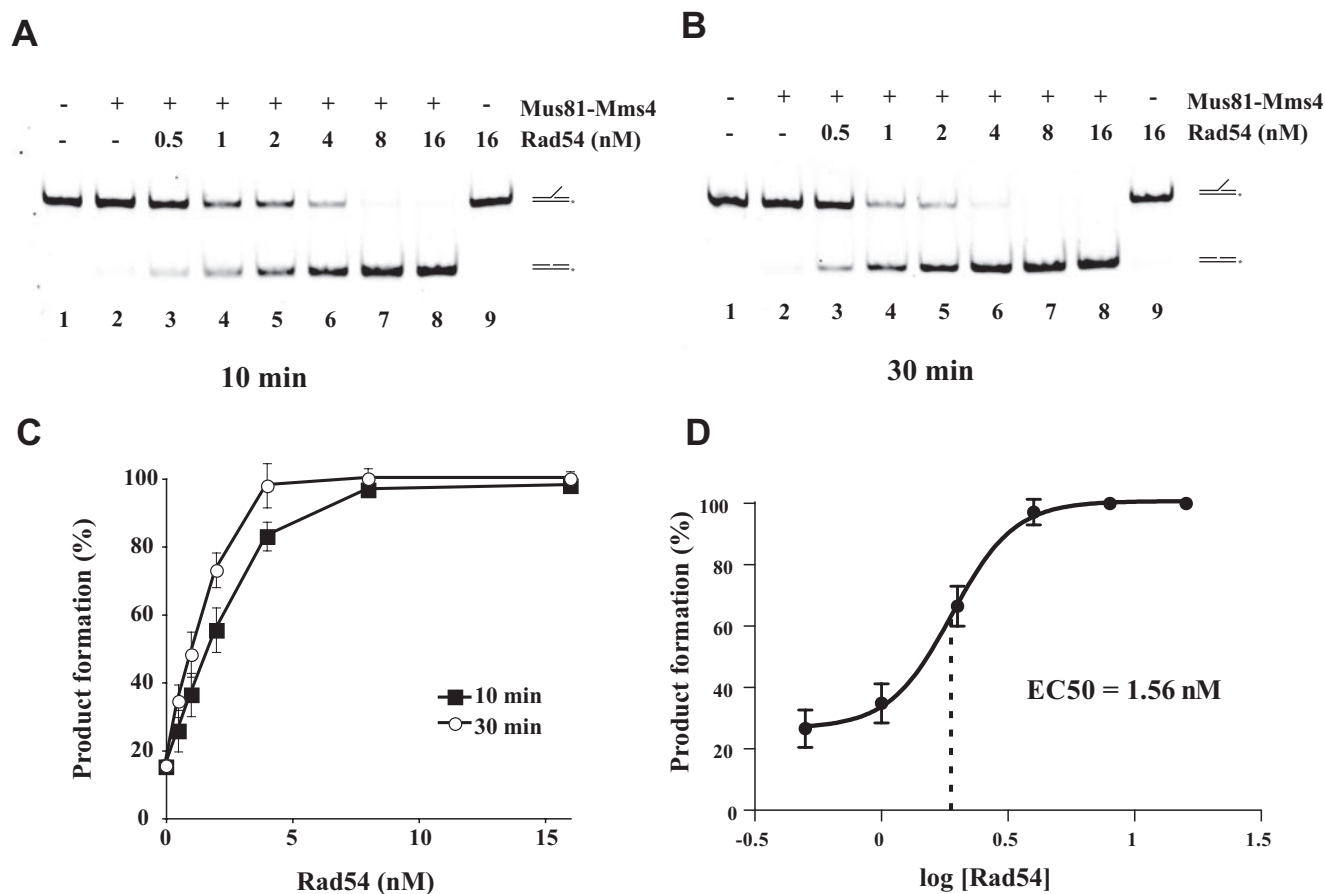 A
- + + + + + + + - Mus81-Mms4
- - 0.5 1 2 4 8 16 16 Rad54 (nM)
*
*
1 2 3 4 5 6 7 8 9
10 min
B
- + + + + + + + - Mus81-Mms4
- - 0.5 1 2 4 8 16 16 Rad54 (nM)
*
*
1 2 3 4 5 6 7 8 9
30 min
C
Product formation (%)
100
80
60
40
20
0
0 5 10 15
Rad54 (nM)
10 min
30 min
D
Product formation (%)
100
80
60
40
20
0
-0.5 0 0.5 1 1.5
log [Rad54]
EC50 = 1.56 nM